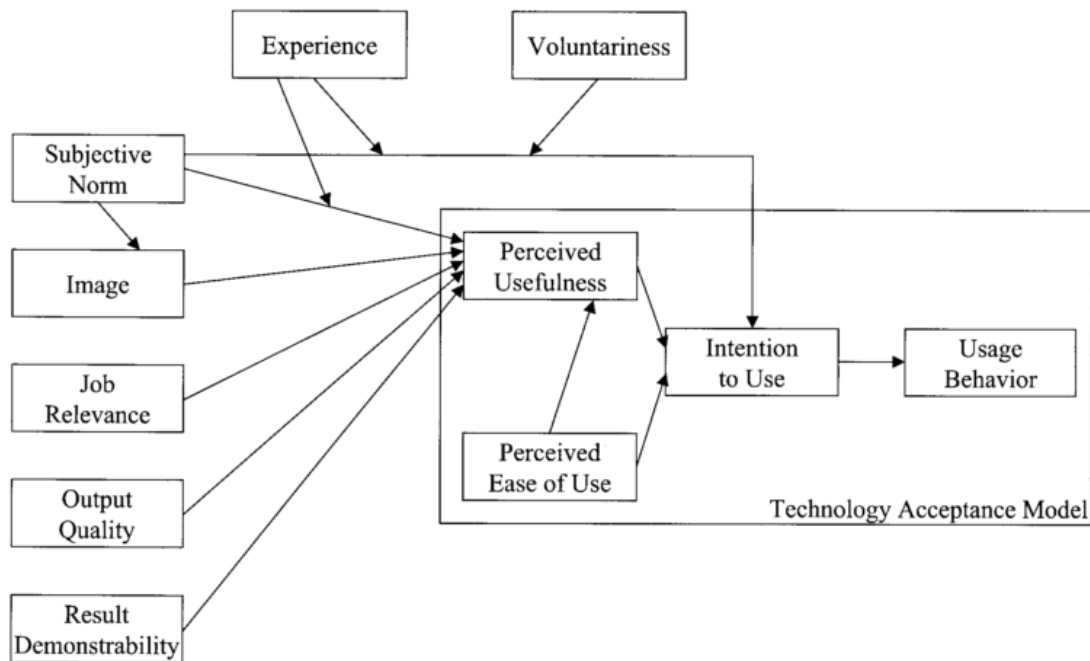 Experience
Voluntariness
Subjective
Norm
Image
Job
Relevance
Output
Quality
Result
Demonstrability
Perceived
Usefulness
Perceived
Ease of Use
Intention
to Use
Usage
Behavior
Technology Acceptance Model